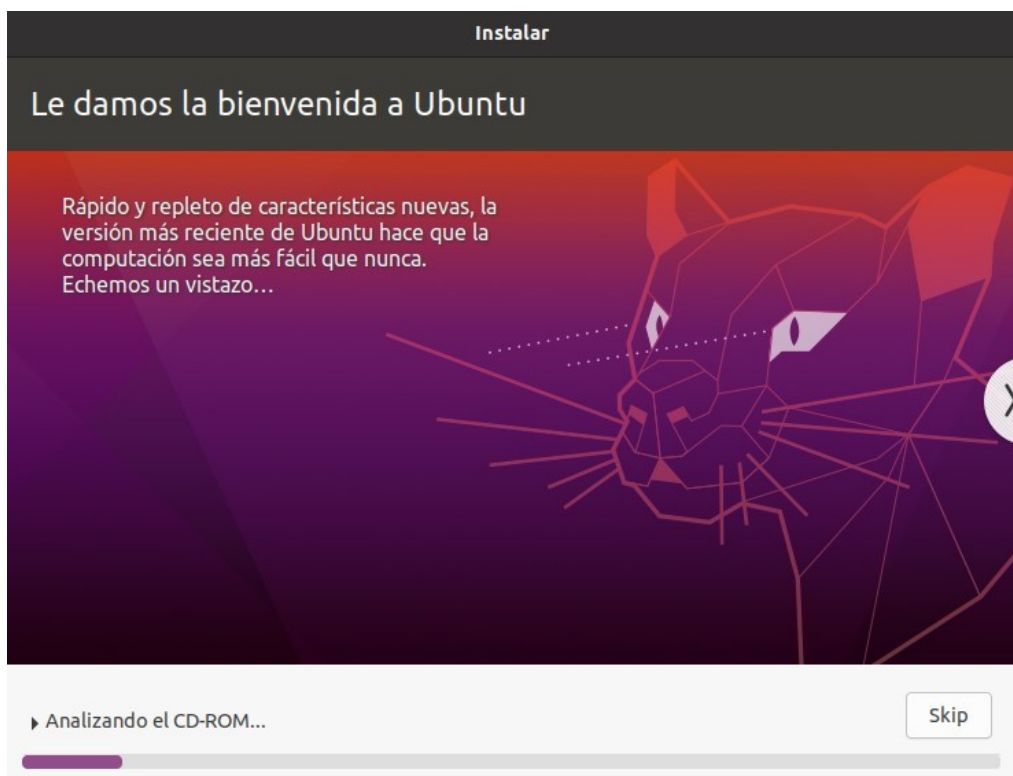 Instalar
Le damos la bienvenida a Ubuntu
Rápido y repleto de características nuevas, la
versión más reciente de Ubuntu hace que la
computación sea más fácil que nunca.
Echemos un vistazo…
Analizando el CD-ROM...
Skip